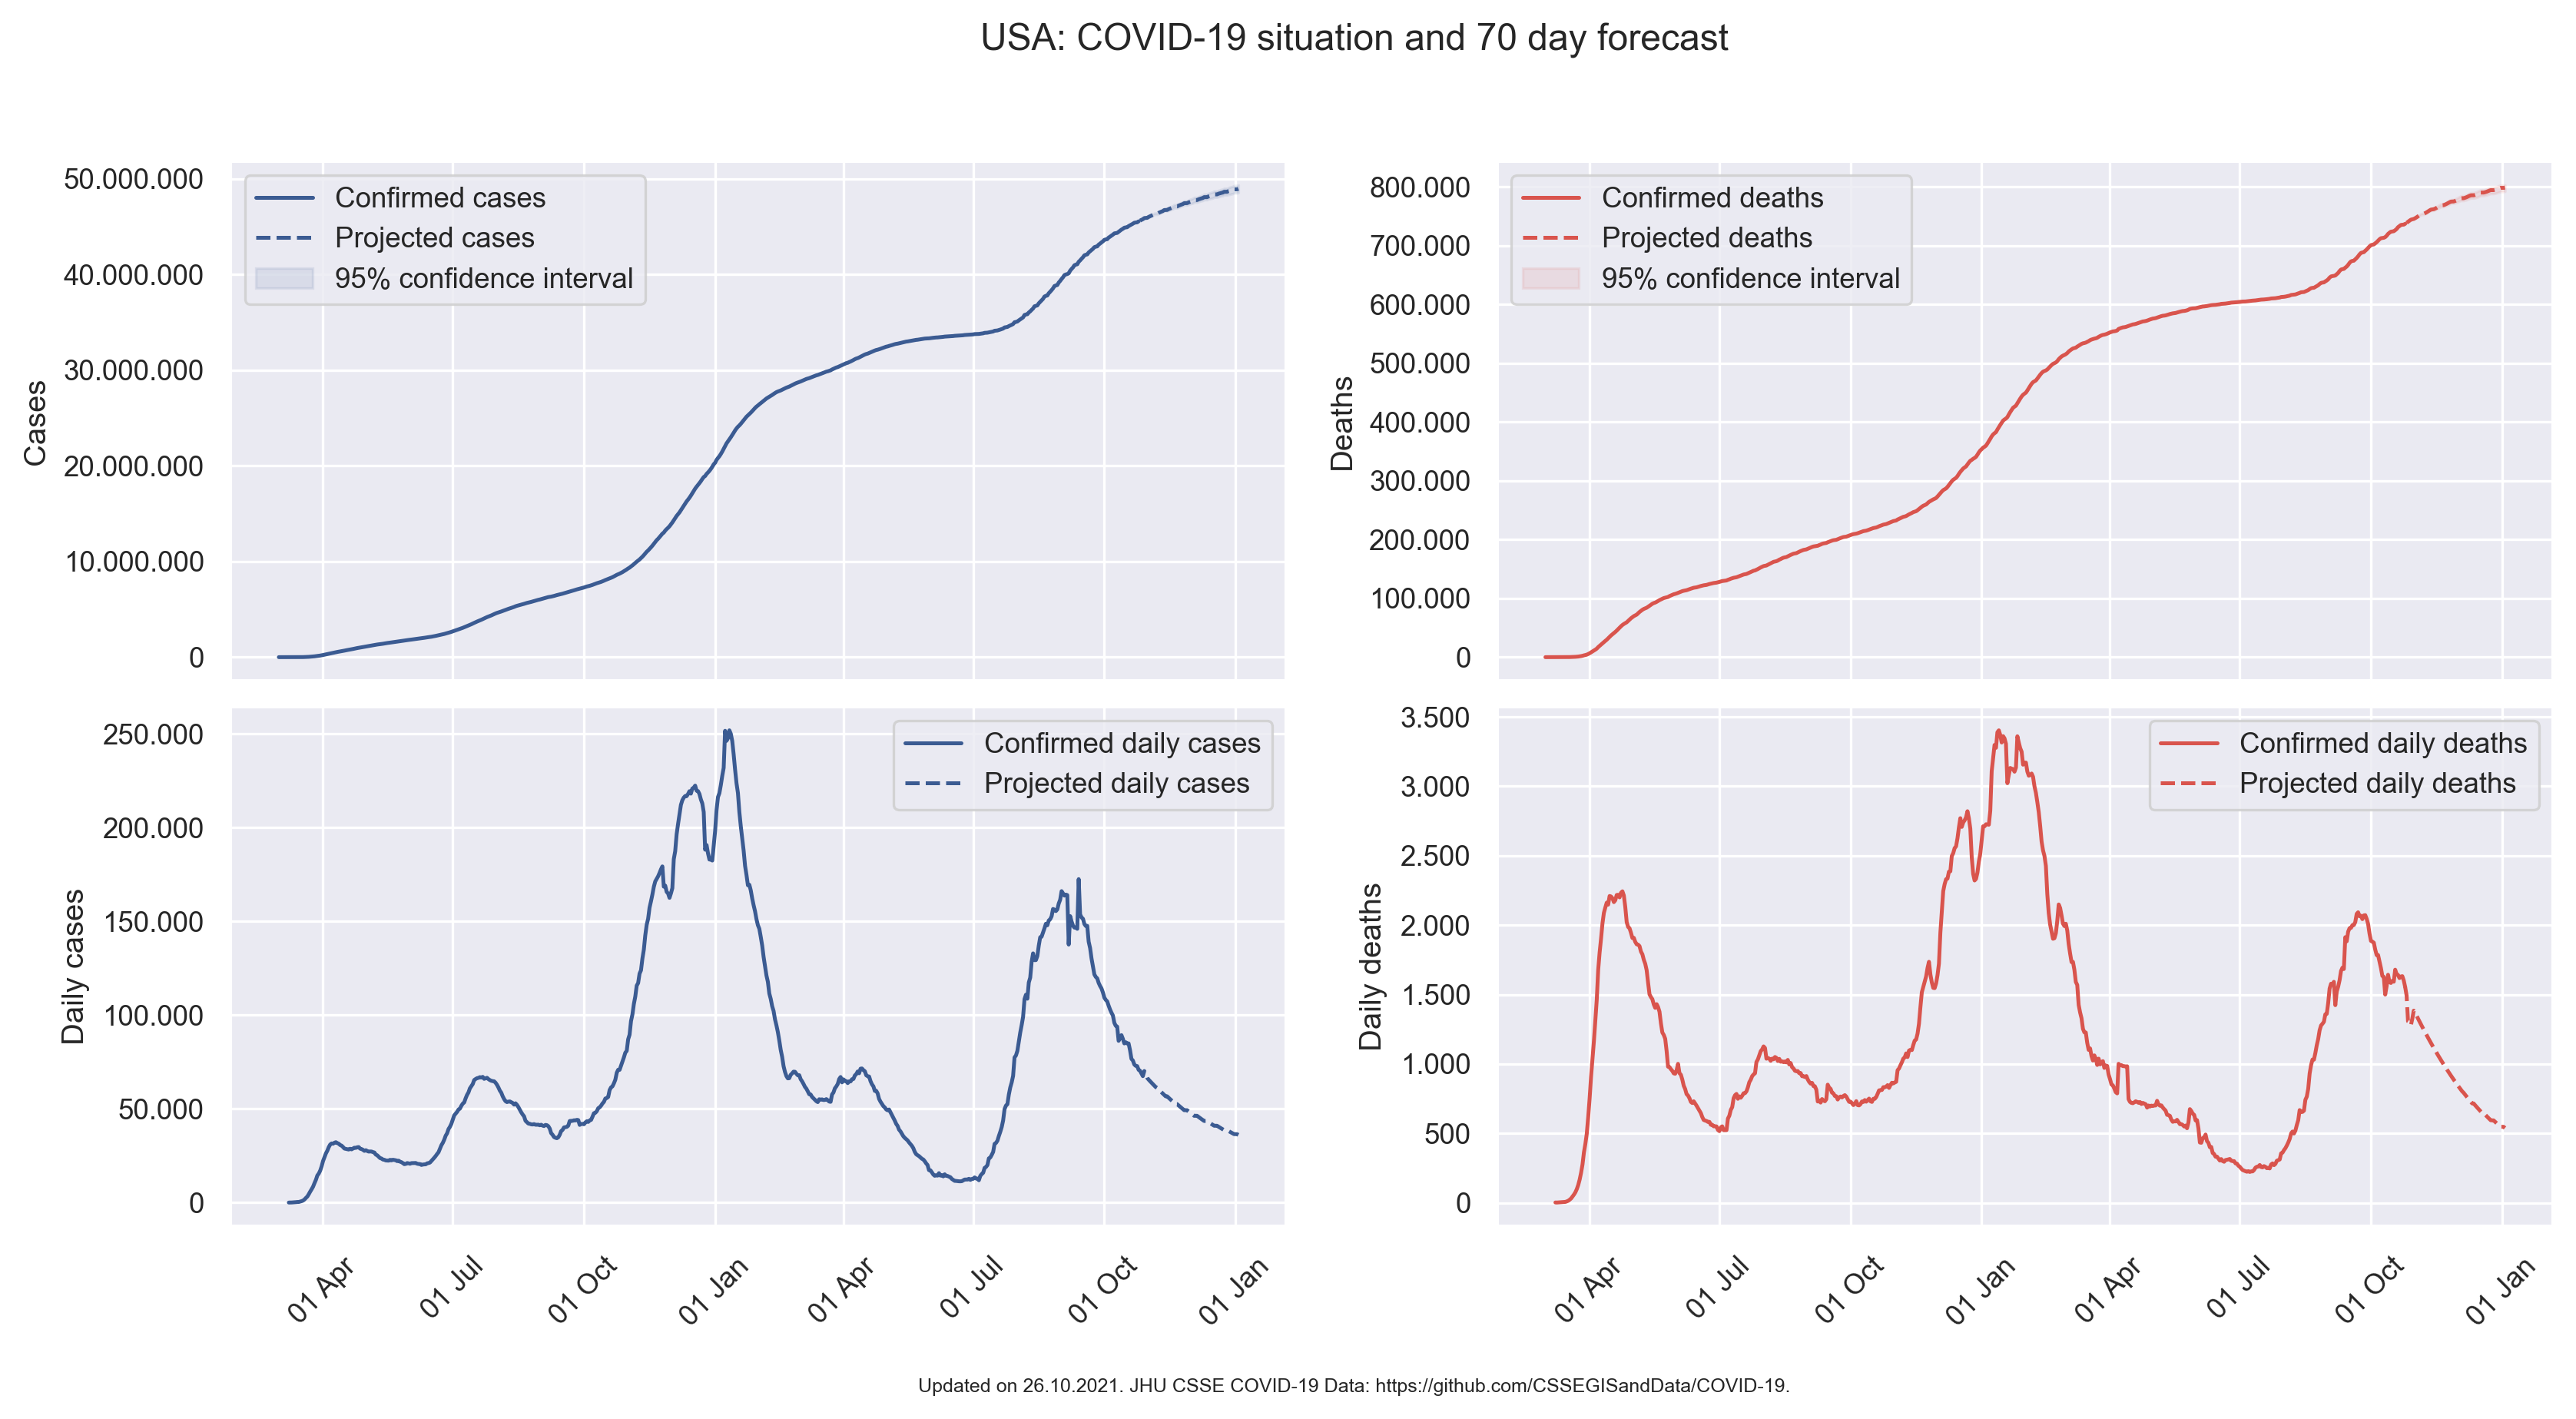 USA: COVID-19 situation and 70 day forecast
Cases
50.000.000
40.000.000
30.000.000
20.000.000
10.000.000
0
Confirmed cases
Projected cases
95% confidence interval
Deaths
800.000
700.000
600.000
500.000
400.000
300.000
200.000
100.000
0
Confirmed deaths
Projected deaths
95% confidence interval
Daily cases
250.000
200.000
150.000
100.000
50.000
0
Confirmed daily cases
Projected daily cases
01 Apr
01 Jul
01 Oct
01 Jan
01 Apr
01 Jul
01 Oct
01 Jan
Daily deaths
3.500
3.000
2.500
2.000
1.500
1.000
500
0
Confirmed daily deaths
Projected daily deaths
01 Apr
01 Jul
01 Oct
01 Jan
01 Apr
01 Jul
01 Oct
01 Jan
Updated on 26.10.2021. JHU CSSE COVID-19 Data: https://github.com/CSSEGISandData/COVID-19.